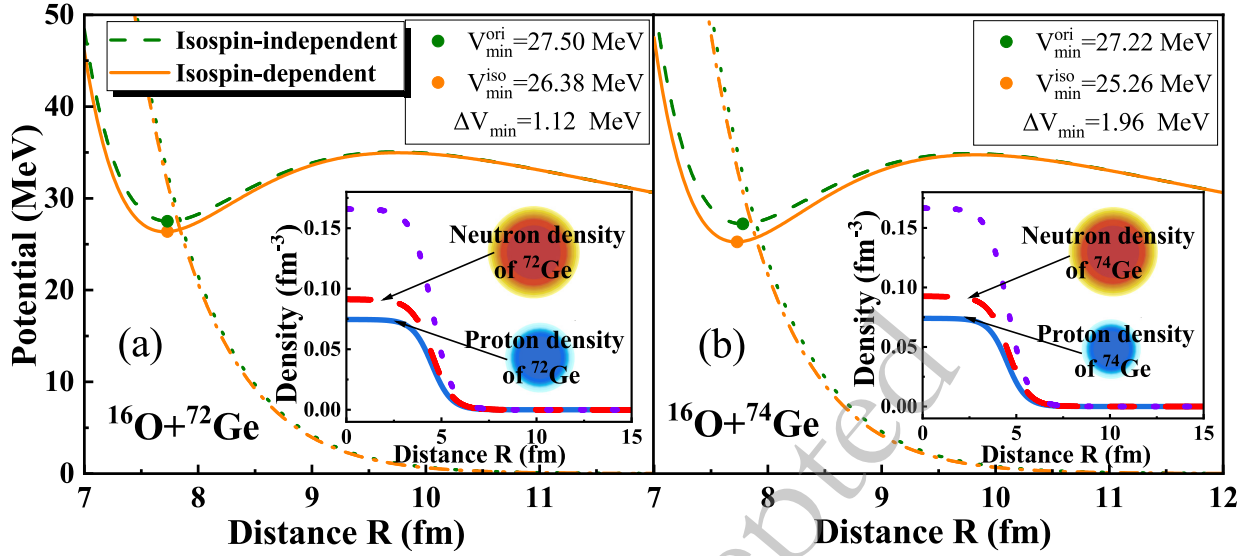 Isospin-independent
Isospin-dependent
V^ori_min=27.50 MeV
V^iso_min=26.38 MeV
ΔV_min=1.12 MeV
V^ori_min=27.22 MeV
V^iso_min=25.26 MeV
ΔV_min=1.96 MeV
Potential (MeV)
50
40
30
20
10
0
(a)
^16O+^72Ge
Density (fm^-3)
0.15
0.10
0.05
0.00
Neutron density
of ^72Ge
Proton density
of ^72Ge
0 5 10 15
Distance R (fm)
(b)
^16O+^74Ge
Density (fm^-3)
0.15
0.10
0.05
0.00
Neutron density
of ^74Ge
Proton density
of ^74Ge
0 5 10 15
Distance R (fm)
7 8 9 10 11 7 8 9 10 11 12
Distance R (fm) Distance R (fm)